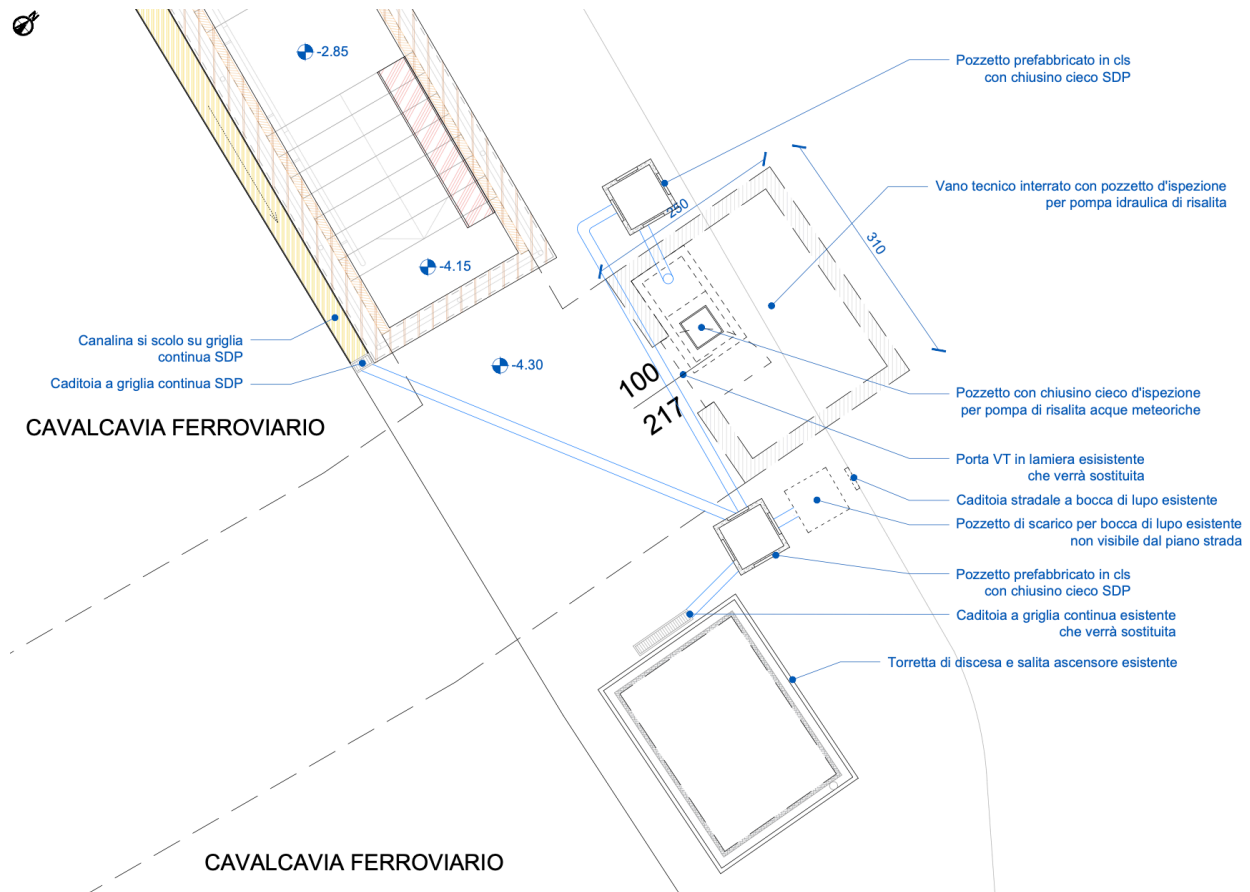 -2.85
Pozzetto prefabbricato in cls
con chiusino cieco SDP
Vano tecnico interrato con pozzetto d'ispezione
per pompa idraulica di risalita
250
310
-4.15
Canalina si scolo su griglia
continua SDP
Caditoia a griglia continua SDP
-4.30
100
217
CAVALCAVIA FERROVIARIO
Pozzetto con chiusino cieco d'ispezione
per pompa di risalita acque meteoriche
Porta VT in lamiera esisistente
che verrà sostituita
Caditoia stradale a bocca di lupo esistente
Pozzetto di scarico per bocca di lupo esistente
non visibile dal piano strada
Pozzetto prefabbricato in cls
con chiusino cieco SDP
Caditoia a griglia continua esistente
che verrà sostituita
Torretta di discesa e salita ascensore esistente
CAVALCAVIA FERROVIARIO